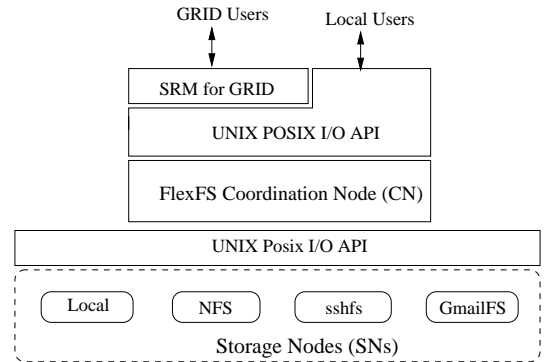 GRID Users
Local Users
SRM for GRID
UNIX POSIX I/O API
FlexFS Coordination Node (CN)
UNIX Posix I/O API
Local
NFS
sshfs
GmailFS
Storage Nodes (SNs)